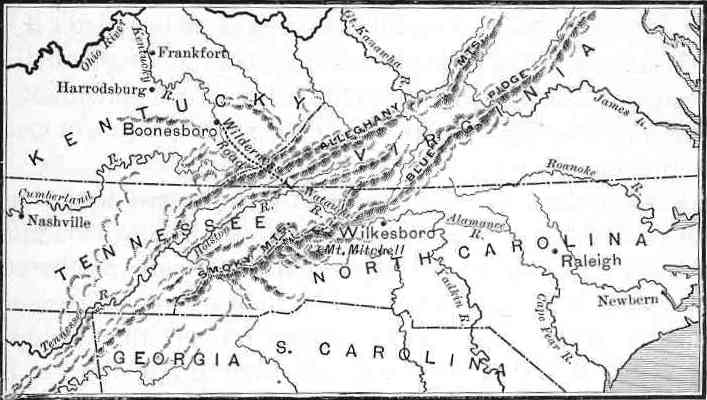 Ohio River
Kentucky
R.
Frankfort
Harrodsburg
KENTUCKY
Boonesboro
Wilderness
Road
Gt. Kanawha R.
ALLEGHANY MTS.
BLUE RIDGE
VIRGINIA
James R.
Cumberland R.
Nashville
TENNESSEE
Tennessee R.
Holston R.
Watauga R.
SMOKY MTS.
Wilkesboro
Mt. Mitchell
NORTH CAROLINA
Yadkin R.
Alamance R.
Roanoke R.
Raleigh
Newbern
Cape Fear R.
GEORGIA
S. CAROLINA